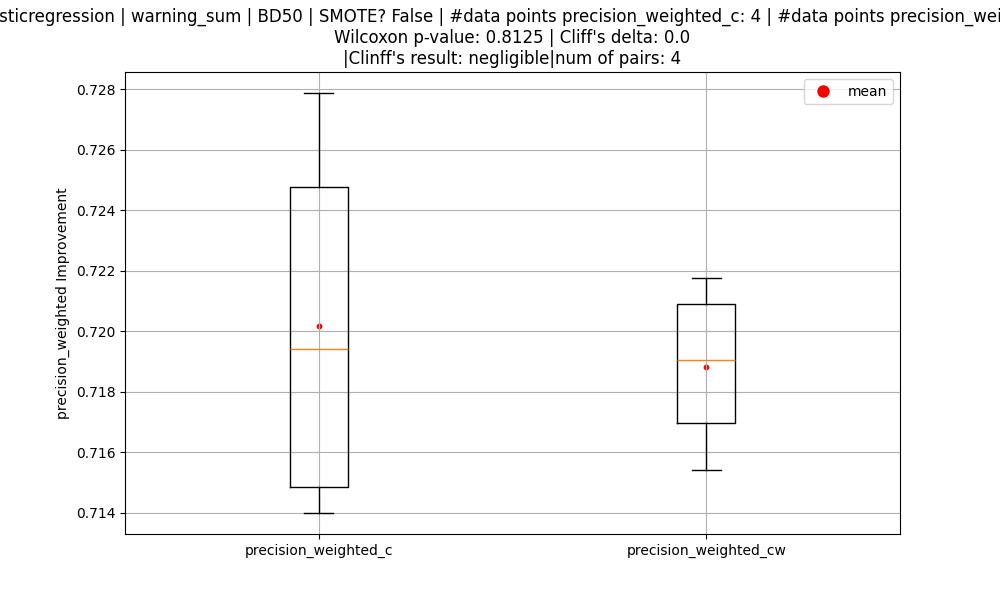 sticregression | warning_sum | BD50 | SMOTE? False | #data points precision_weighted_c: 4 | #data points precision_wei
Wilcoxon p-value: 0.8125 | Cliff's delta: 0.0
|Clinff's result: negligible|num of pairs: 4
mean
0.728
0.726
0.724
0.722
0.720
0.718
0.716
0.714
precision_weighted Improvement
precision_weighted_c
precision_weighted_cw